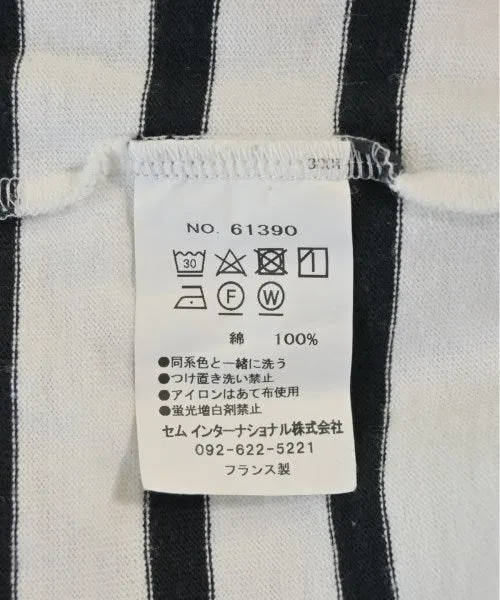 NO. 61390
30
F W
綿 100%
●同系色と一緒に洗う
●つけ置き洗い禁止
●アイロンはあて布使用
●蛍光増白剤禁止
セム インターナショナル株式会社
092-622-5221
フランス製